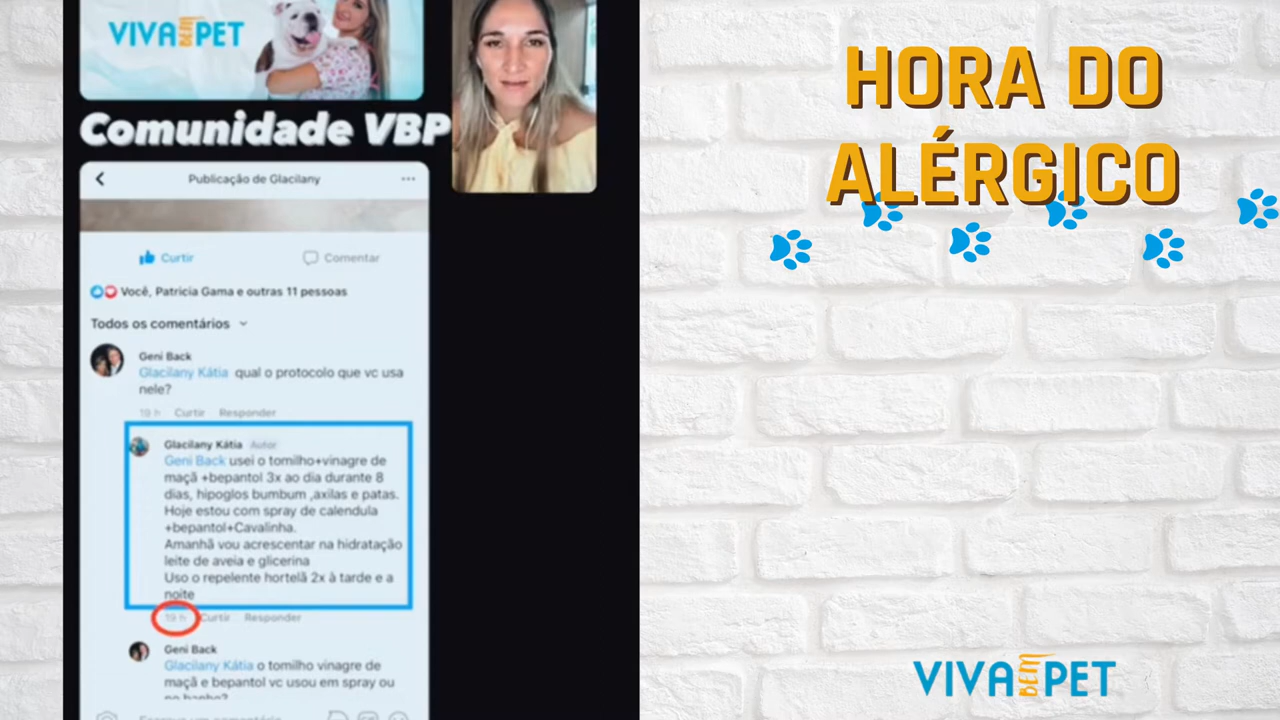 VIVA BEM PET
Comunidade VBP
Publicação de Glacilany
Curtir
Comentar
Você, Patricia Gama e outras 11 pessoas
Todos os comentários
Geni Back
Glacilany Kátia qual o protocolo que vc usa
nele?
19 h Curtir Responder
Glacilany Kátia Autor
Geni Back usei o tomilho+vinagre de
maçã +bepantol 3x ao dia durante 8
dias, hipoglos bumbum ,axilas e patas.
Hoje estou com spray de calendula
+bepantol+Cavalinha.
Amanhã vou acrescentar na hidratação
leite de aveia e glicerina
Uso o repelente hortelã 2x à tarde e a
noite
19 h Curtir Responder
Geni Back
Glacilany Kátia o tomilho vinagre de
maçã e bepantol vc usou em spray ou
no banho?
HORA DO
ALÉRGICO
VIVA BEM PET